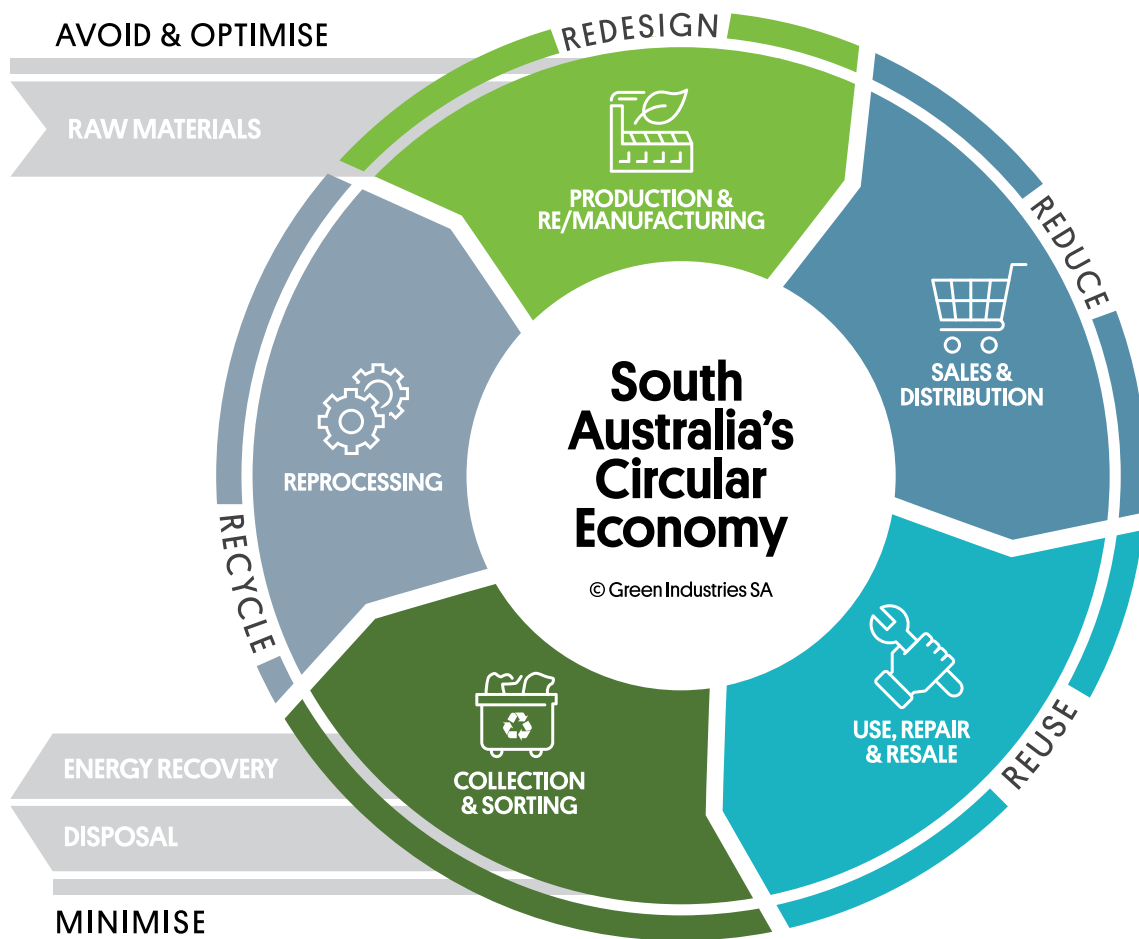 AVOID & OPTIMISE
RAW MATERIALS
REDESIGN
PRODUCTION &
RE/MANUFACTURING
REDUCE
SALES &
DISTRIBUTION
REUSE
USE, REPAIR
& RESALE
COLLECTION
& SORTING
RECYCLE
REPROCESSING
South
Australia's
Circular
Economy
© Green Industries SA
ENERGY RECOVERY
DISPOSAL
MINIMISE